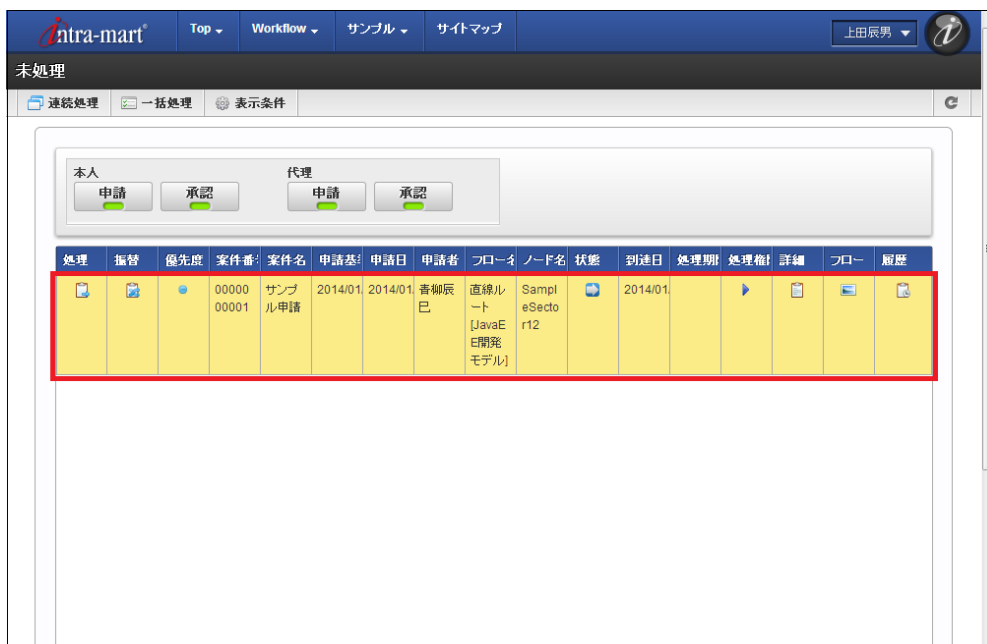 intra-mart® Top Workflow サンプル サイトマップ 上田辰男
未処理
連続処理 一括処理 表示条件
本人 代理
申請 承認 申請 承認
処理 振替 優先度 案件番 案件名 申請基 申請日 申請者 フロー名 ノード名 状態 到達日 処理期 処理権 詳細 フロー 履歴
00000 サンプ 2014/01. 2014/01. 青柳辰 直線ル Sampl 2014/01.
00001 ル申請 巳 ート eSecto
[JavaE r12
E開発
モデル]